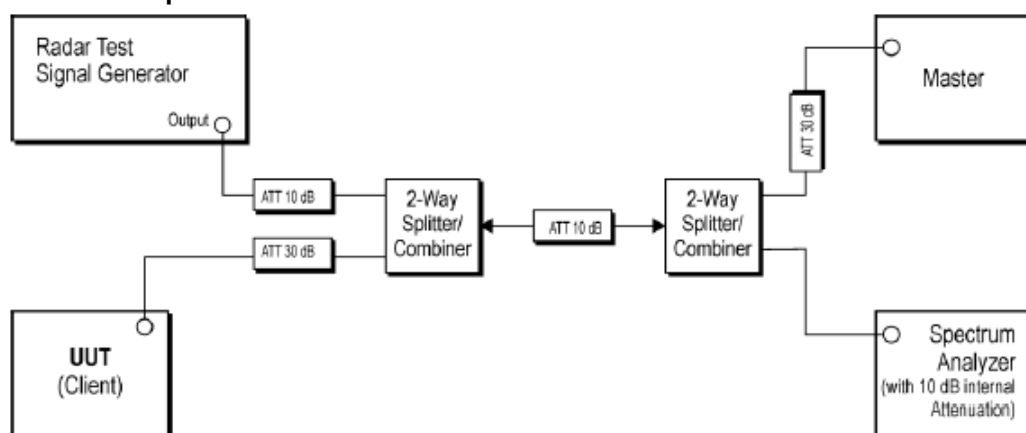 Radar Test
Signal Generator
Output
ATT 10 dB
ATT 30 dB
2-Way
Splitter/
Combiner
ATT 10 dB
2-Way
Splitter/
Combiner
ATT 30 dB
Master
UUT
(Client)
Spectrum
Analyzer
(with 10 dB internal
Attenuation)